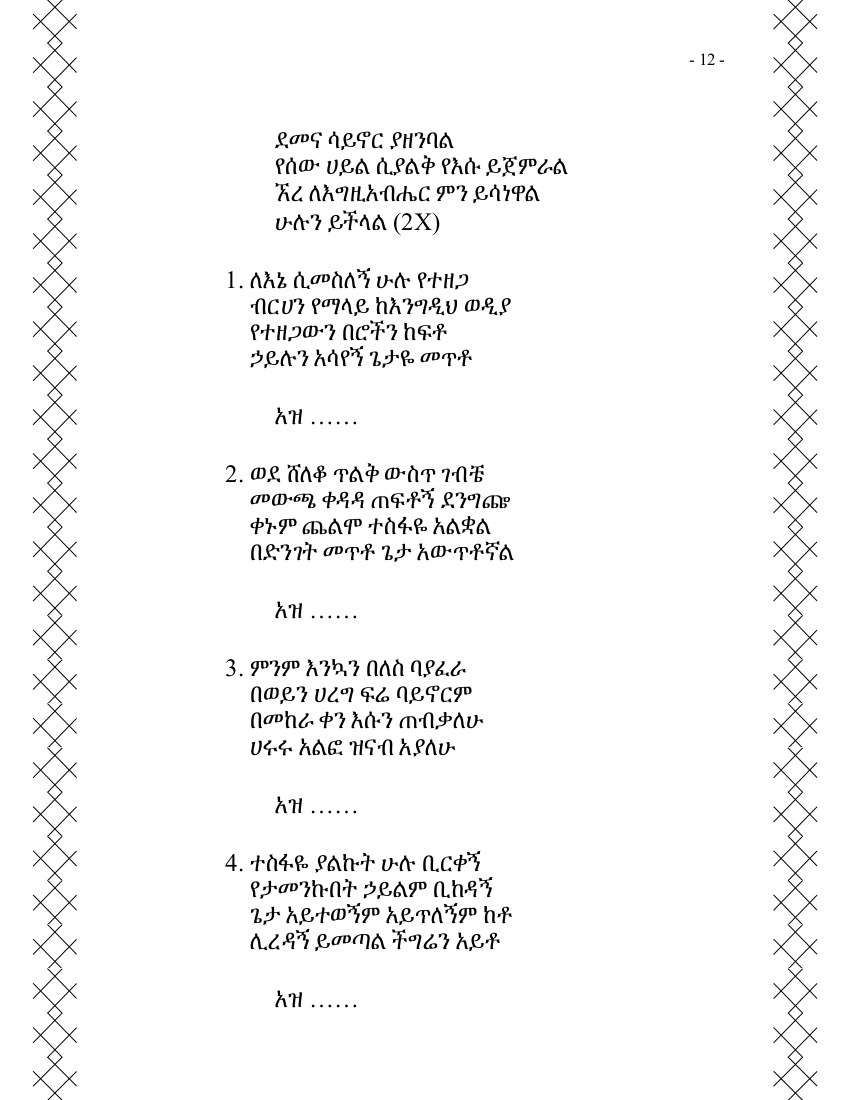 - 12 -
ደመና ሳይኖር ያዘንባል
የሰው ሀይል ሲያልቅ የእሱ ይጀምራል
ኧረ ለእግዚአብሔር ምን ይሳነዋል
ሁሉን ይችላል (2X)
1. ለእኔ ሲመስለኝ ሁሉ የተዘጋ
ብርሀን የማላይ ከእንግዲህ ወዲያ
የተዘጋውን በሮችን ከፍቶ
ኃይሉን አሳየኝ ጌታዬ መጥቶ
አዝ ……
2. ወደ ሸለቆ ጥልቅ ውስጥ ገብቼ
መውጫ ቀዳዳ ጠፍቶኝ ደንግጬ
ቀኑም ጨልሞ ተስፋዬ አልቋል
በድንገት መጥቶ ጌታ አውጥቶኛል
አዝ ……
3. ምንም እንኳን በለስ ባያፈራ
በወይን ሀረግ ፍሬ ባይኖርም
በመከራ ቀን እሱን ጠብቃለሁ
ሀሩሩ አልፎ ዝናብ አያለሁ
አዝ ……
4. ተስፋዬ ያልኩት ሁሉ ቢርቀኝ
የታመንኩበት ኃይልም ቢከዳኝ
ጌታ አይተወኝም አይጥለኝም ከቶ
ሊረዳኝ ይመጣል ችግሬን አይቶ
አዝ ……